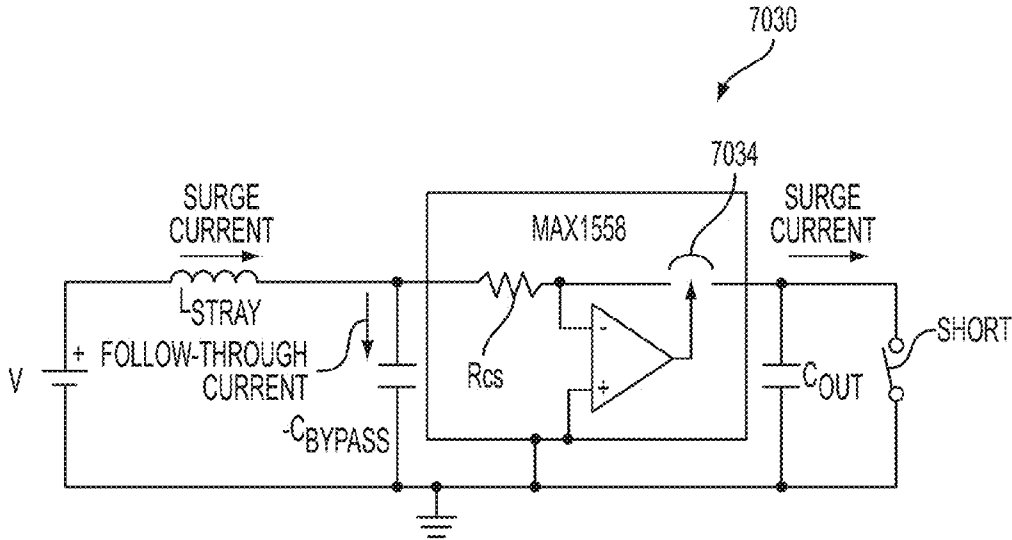 7030
7034
SURGE
CURRENT
MAX1558
SURGE
CURRENT
LSTRAY
+
V
FOLLOW-THROUGH
CURRENT
-CBYPASS
Rcs
-
+
COUT
SHORT